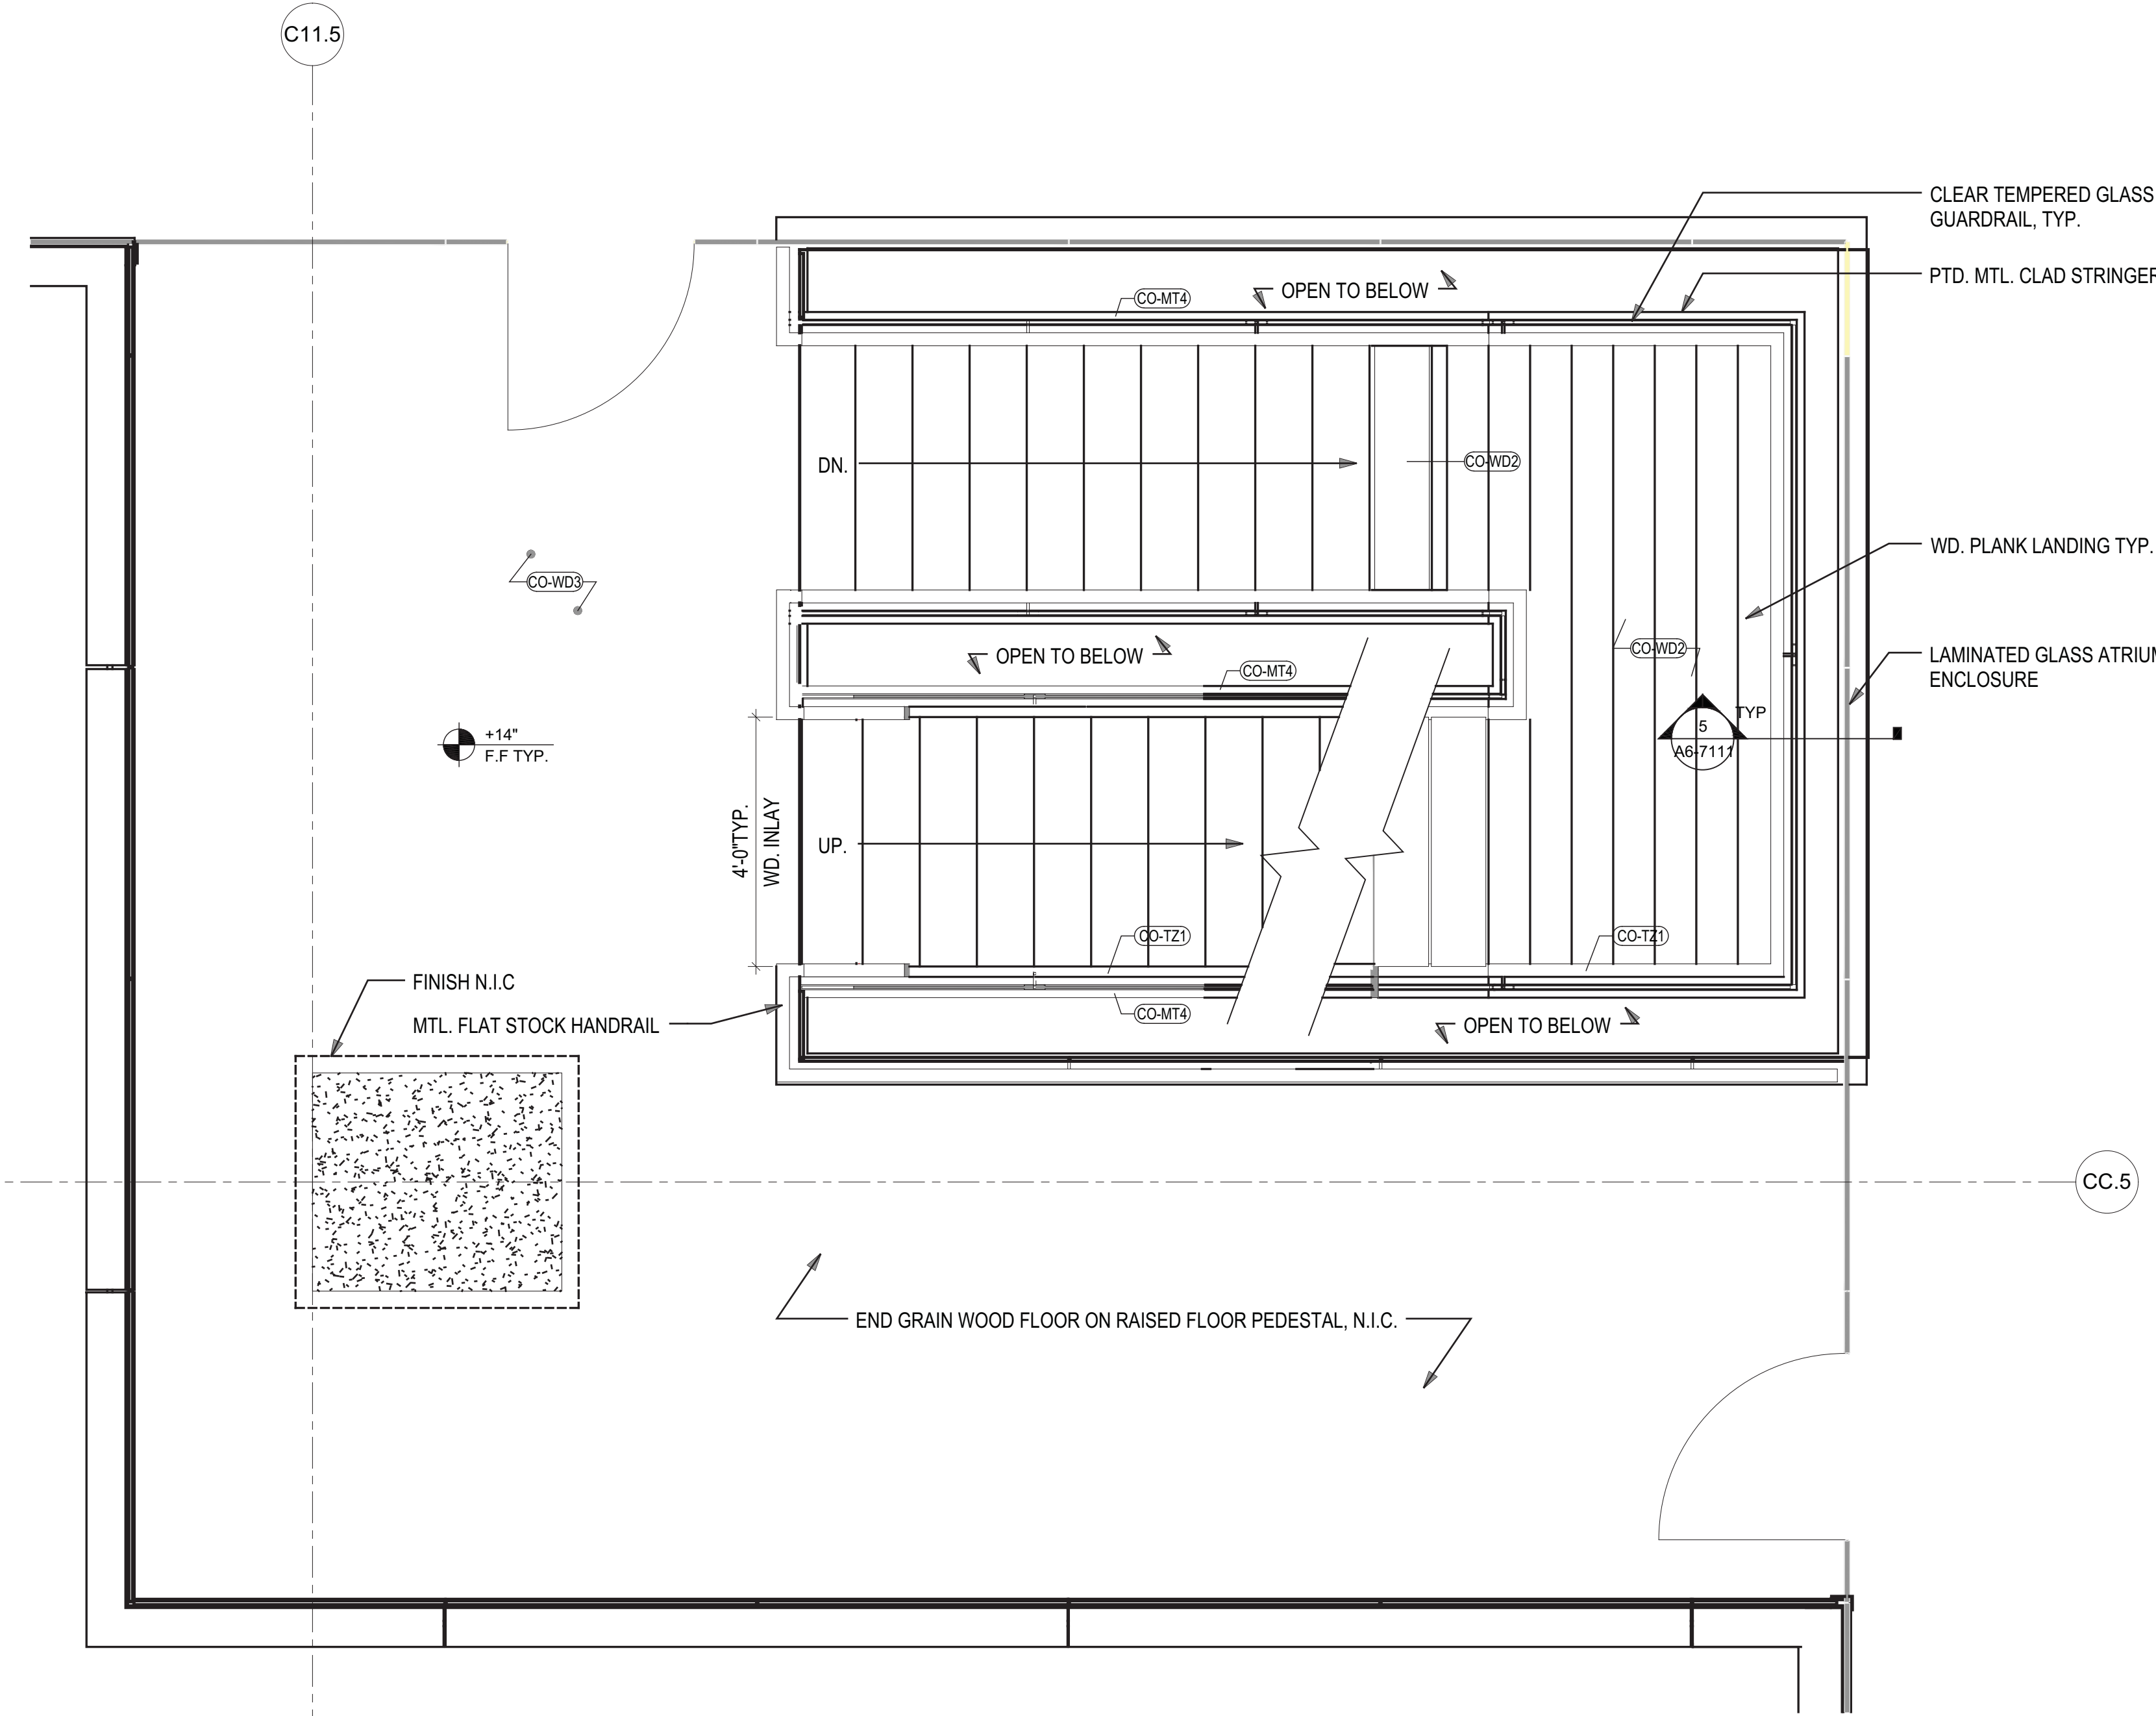 C11.5
CLEAR TEMPERED GLASS
GUARDRAIL, TYP.
PTD. MTL. CLAD STRINGER
OPEN TO BELOW
CO-MT4
DN.
CO-WD2
WD. PLANK LANDING TYP.
CO-WD3
OPEN TO BELOW
CO-MT4
CO-WD2
LAMINATED GLASS ATRIUM
ENCLOSURE
TYP
5
A6-7111
+14"
F.F TYP.
4'-0"TYP.
WD. INLAY
UP.
CO-TZ1
CO-TZ1
FINISH N.I.C
MTL. FLAT STOCK HANDRAIL
CO-MT4
OPEN TO BELOW
CC.5
END GRAIN WOOD FLOOR ON RAISED FLOOR PEDESTAL, N.I.C.